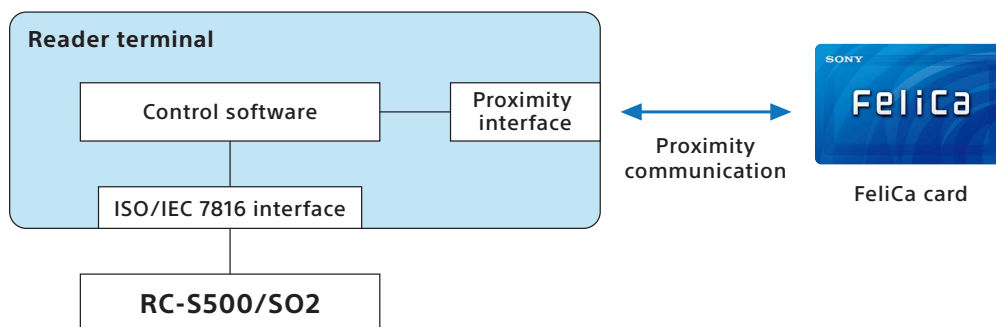 Reader terminal
Control software
Proximity
interface
Proximity
communication
SONY
FeliCa
FeliCa card
ISO/IEC 7816 interface
RC-S500/SO2